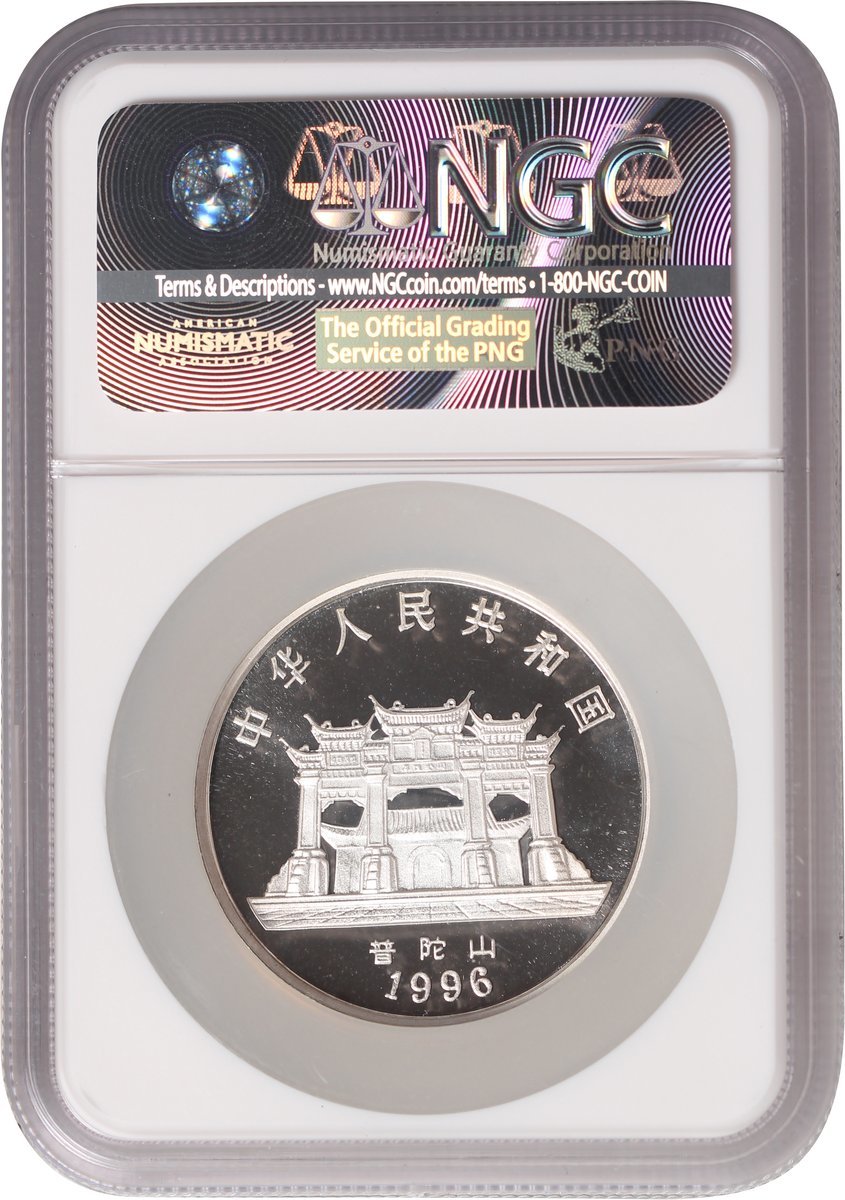 NGC
Numismatic Guaranty Corporation
Terms & Descriptions - www.NGCcoin.com/terms • 1-800-NGC-COIN
AMERICAN
NUMISMATIC
ASSOCIATION
The Official Grading
Service of the PNG
PNG
中华人民共和国
普陀山
1996